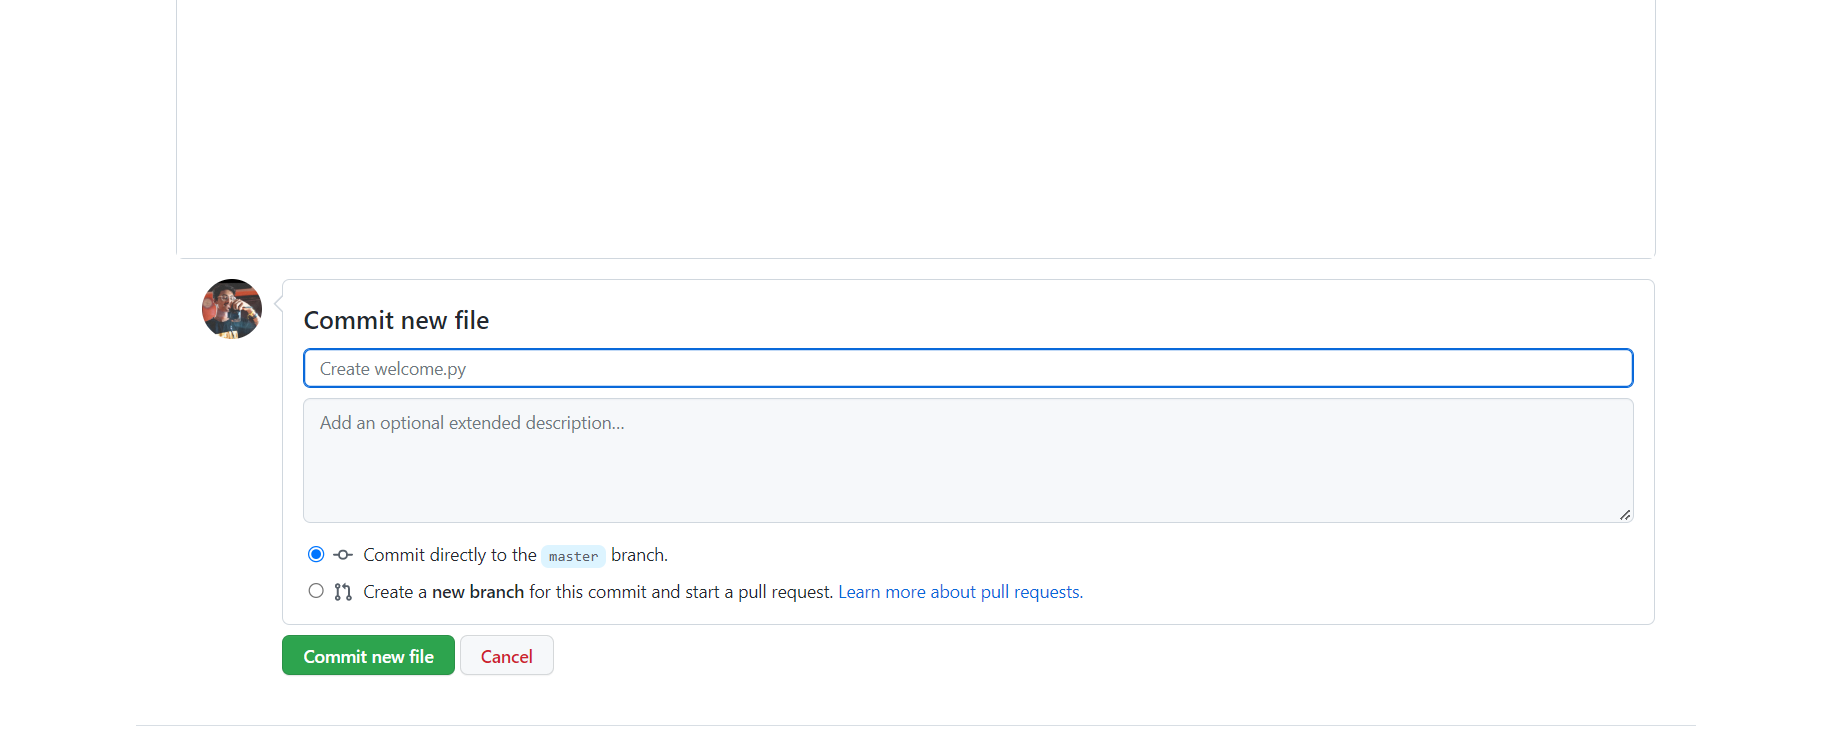 Commit new file
Create welcome.py
Add an optional extended description...
Commit directly to the master branch.
Create a new branch for this commit and start a pull request. Learn more about pull requests.
Commit new file
Cancel